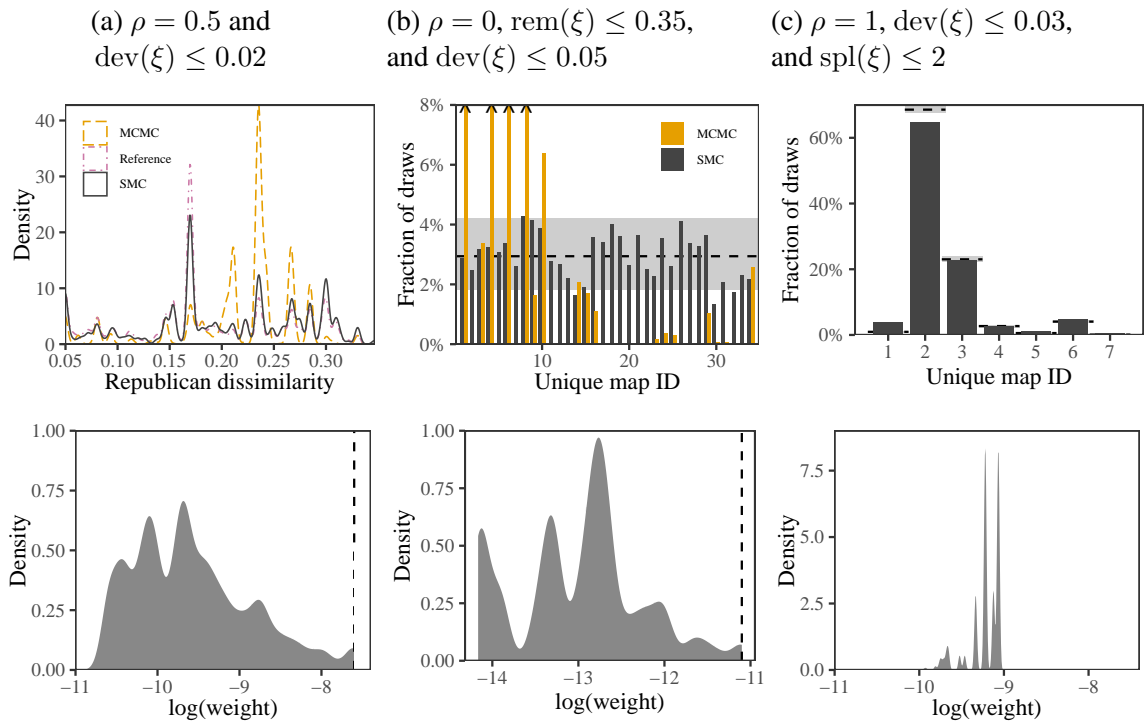 (a) ρ = 0.5 and
dev(ξ) ≤ 0.02
(b) ρ = 0, rem(ξ) ≤ 0.35,
and dev(ξ) ≤ 0.05
(c) ρ = 1, dev(ξ) ≤ 0.03,
and spl(ξ) ≤ 2
Density
40
30
20
10
0
MCMC
Reference
SMC
0.05 0.10 0.15 0.20 0.25 0.30
Republican dissimilarity
Fraction of draws
8%
6%
4%
2%
0%
MCMC
SMC
10 20 30
Unique map ID
Fraction of draws
60%
40%
20%
0%
1 2 3 4 5 6 7
Unique map ID
Density
1.00
0.75
0.50
0.25
0.00
−11 −10 −9 −8
log(weight)
Density
1.00
0.75
0.50
0.25
0.00
−14 −13 −12 −11
log(weight)
Density
7.5
5.0
2.5
0.0
−11 −10 −9 −8
log(weight)